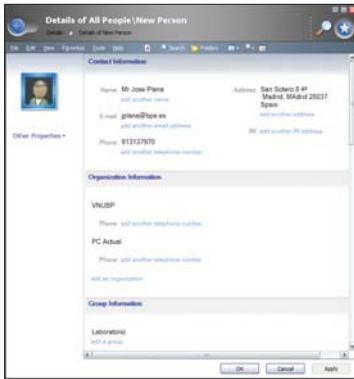 Details of All People\New Person
Details ▸ Details of New Person
File Edit View Favorites Tools Help Search Folders
Contact Information
Name: Mr Jose Plana
add another name
E-mail: jplana@bpe.es
add another email address
Phone: 913137970
add another telephone number
Address: San Sotero 8 4ª
Madrid, MAdrid 28037
Spain
add another address
IM: add another IM address
Other Properties
Organization Information
VNUBP
Phone: add another telephone number
PC Actual
Phone: add another telephone number
add an organization
Group Information
Laboratorio
add a group
OK Cancel Apply